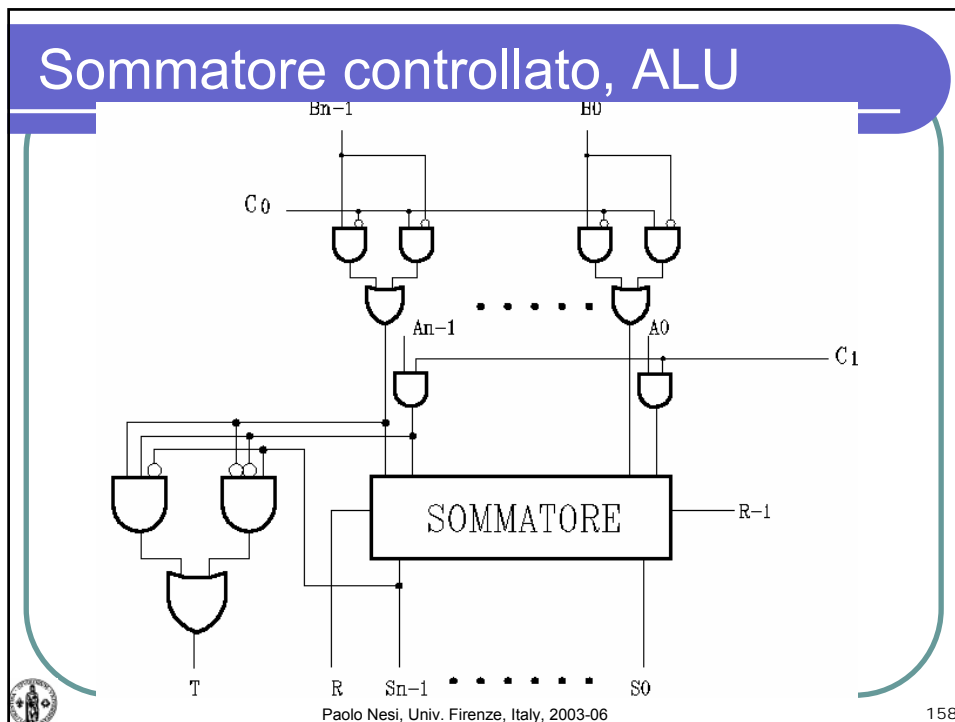 Sommatore controllato, ALU
Bn-1 B0
C0
An-1 A0
C1
SOMMATORE R-1
T R Sn-1 S0
Paolo Nesi, Univ. Firenze, Italy, 2003-06 158